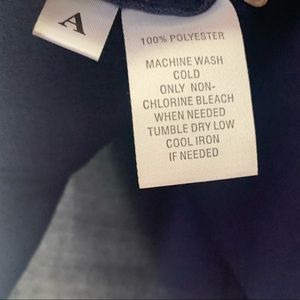 A
100% POLYESTER
MACHINE WASH
COLD
ONLY NON-
CHLORINE BLEACH
WHEN NEEDED
TUMBLE DRY LOW
COOL IRON
IF NEEDED